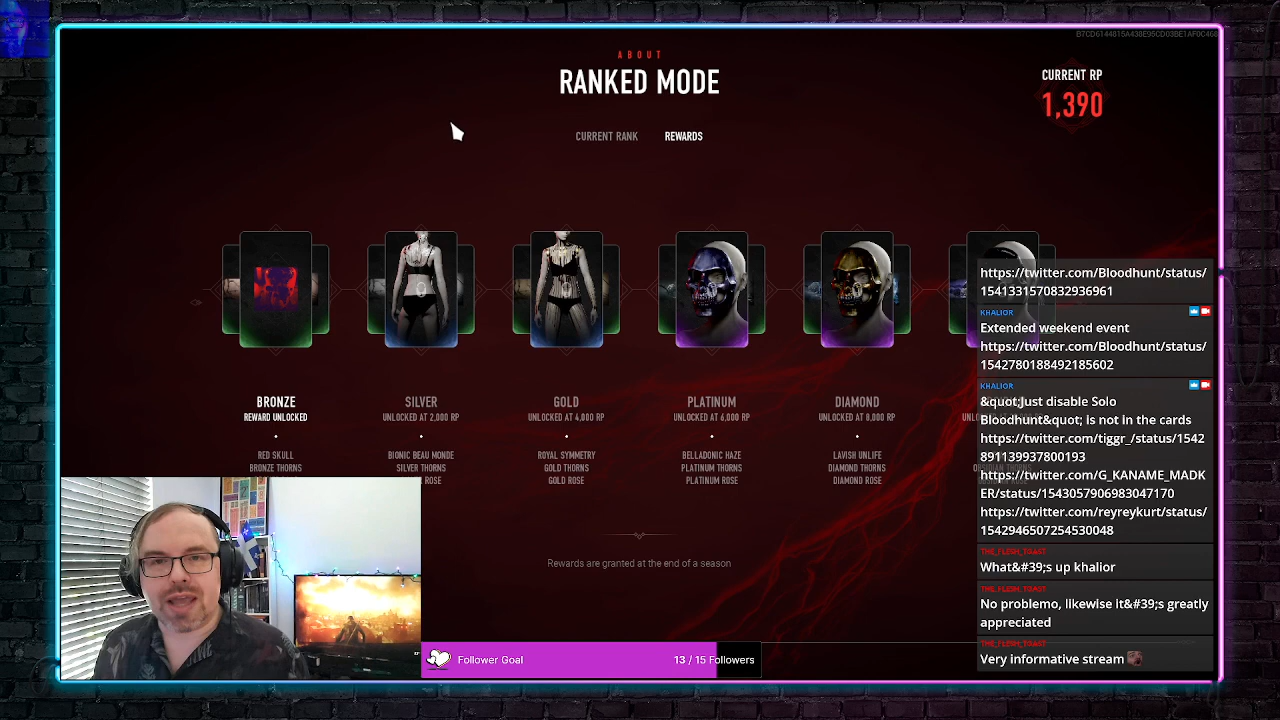 B7CD6144815A438E95CD03BE1AF0C466
ABOUT
RANKED MODE
CURRENT RP
1,390
CURRENT RANK
REWARDS
BRONZE
REWARD UNLOCKED
RED SKULL
BRONZE THORNS
SILVER
UNLOCKED AT 2,000 RP
BIONIC BEAU MONDE
SILVER THORNS
ROSE
GOLD
UNLOCKED AT 4,000 RP
ROYAL SYMMETRY
GOLD THORNS
GOLD ROSE
PLATINUM
UNLOCKED AT 6,000 RP
BELLADONIC HAZE
PLATINUM THORNS
PLATINUM ROSE
DIAMOND
UNLOCKED AT 8,000 RP
LAVISH UNLIFE
DIAMOND THORNS
DIAMOND ROSE
Rewards are granted at the end of a season
https://twitter.com/Bloodhunt/status/
1541331570832936961
KHALIOR
Extended weekend event
https://twitter.com/Bloodhunt/status/
1542780188492185602
KHALIOR
&quot;Just disable Solo
Bloodhunt&quot; is not in the cards
https://twitter.com/tiggr_/status/1542
891139937800193
https://twitter.com/G_KANAME_MADK
ER/status/1543057906983047170
https://twitter.com/reyreykurt/status/
1542946507254530048
THE_FLESH_TOAST
What&#39;s up khalior
THE_FLESH_TOAST
No problemo, likewise it&#39;s greatly
appreciated
THE_FLESH_TOAST
Very informative stream
Follower Goal
13 / 15 Followers